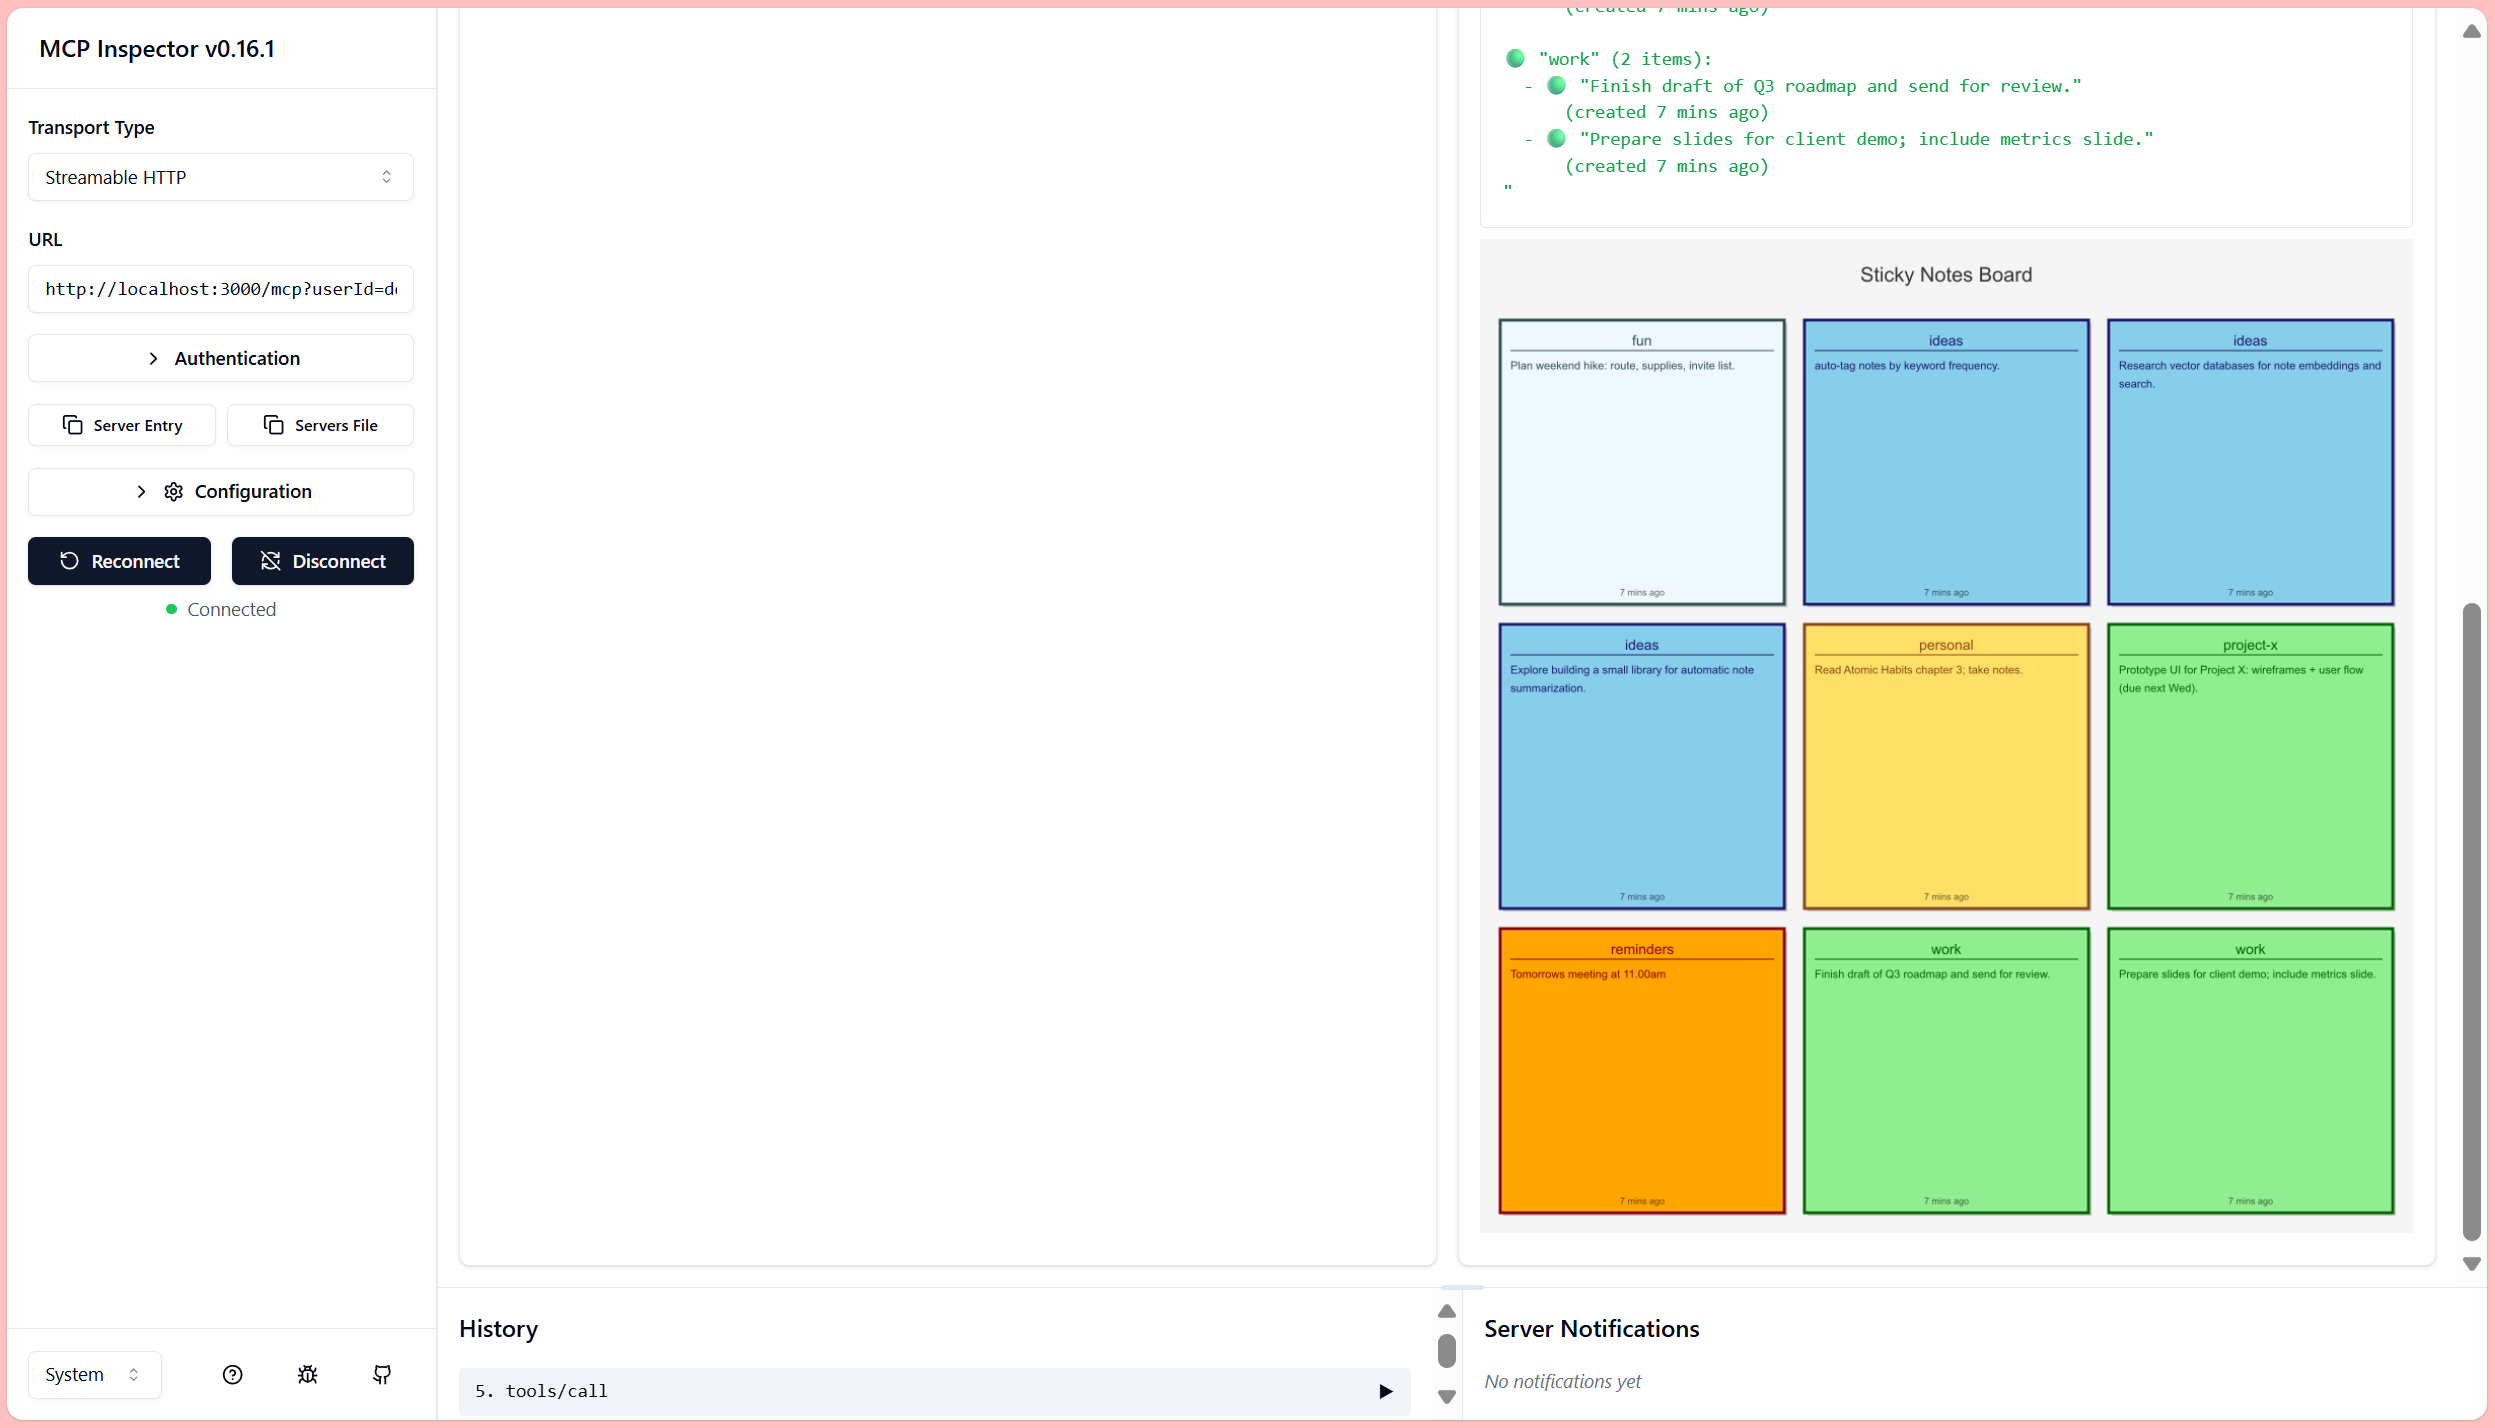 MCP Inspector v0.16.1
Transport Type
Streamable HTTP
URL
http://localhost:3000/mcp?userId=d
Authentication
Server Entry
Servers File
Configuration
Reconnect
Disconnect
Connected
System
(created 7 mins ago)
"work" (2 items):
- "Finish draft of Q3 roadmap and send for review."
(created 7 mins ago)
- "Prepare slides for client demo; include metrics slide."
(created 7 mins ago)
"
Sticky Notes Board
fun
Plan weekend hike: route, supplies, invite list.
7 mins ago
ideas
auto-tag notes by keyword frequency.
7 mins ago
ideas
Research vector databases for note embeddings and
search.
7 mins ago
ideas
Explore building a small library for automatic note
summarization.
7 mins ago
personal
Read Atomic Habits chapter 3; take notes.
7 mins ago
project-x
Prototype UI for Project X: wireframes + user flow
(due next Wed).
7 mins ago
reminders
Tomorrows meeting at 11.00am
7 mins ago
work
Finish draft of Q3 roadmap and send for review.
7 mins ago
work
Prepare slides for client demo; include metrics slide.
7 mins ago
History
5. tools/call
Server Notifications
No notifications yet